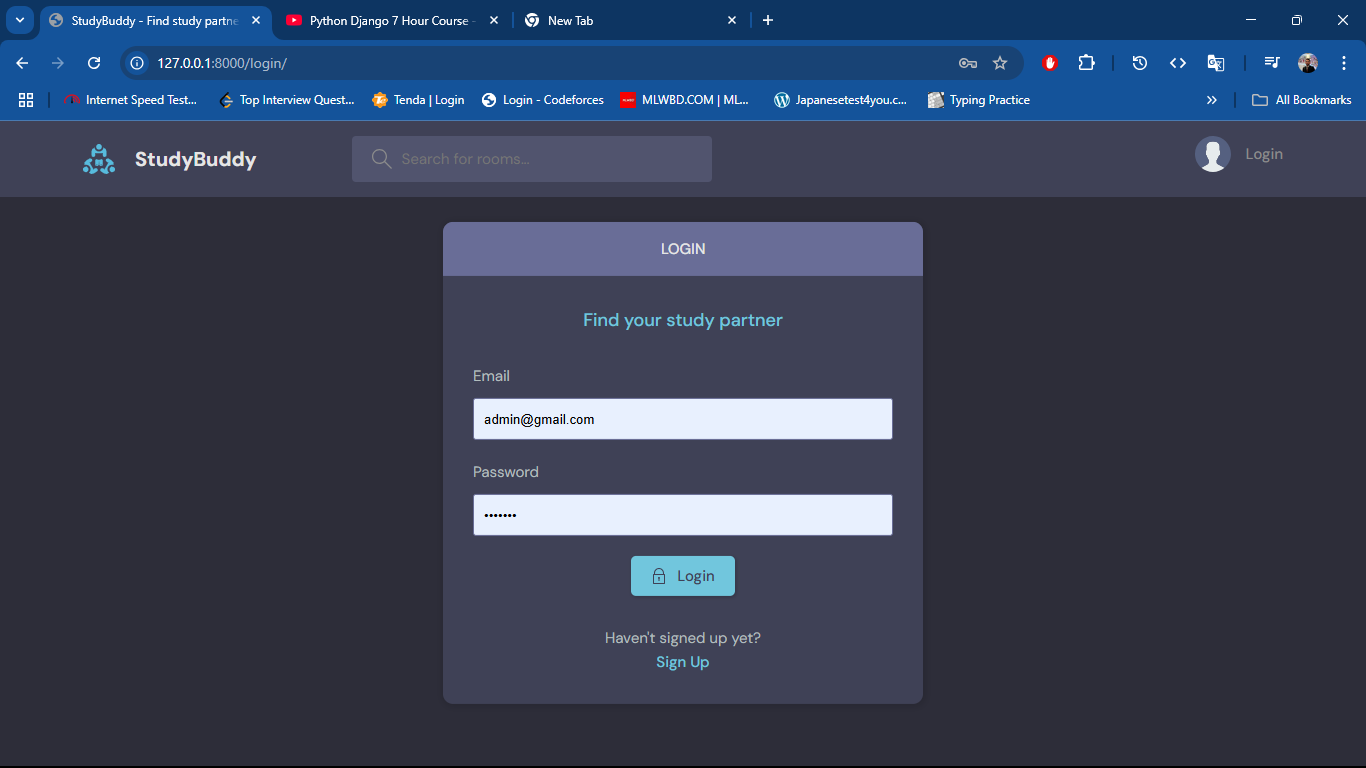 StudyBuddy - Find study partne
Python Django 7 Hour Course -
New Tab
127.0.0.1:8000/login/
Internet Speed Test...
Top Interview Quest...
Tenda | Login
Login - Codeforces
MLWBD.COM | ML...
Japanesetest4you.c...
Typing Practice
All Bookmarks
StudyBuddy
Search for rooms...
Login
LOGIN
Find your study partner
Email
admin@gmail.com
Password
•••••••
Login
Haven't signed up yet?
Sign Up